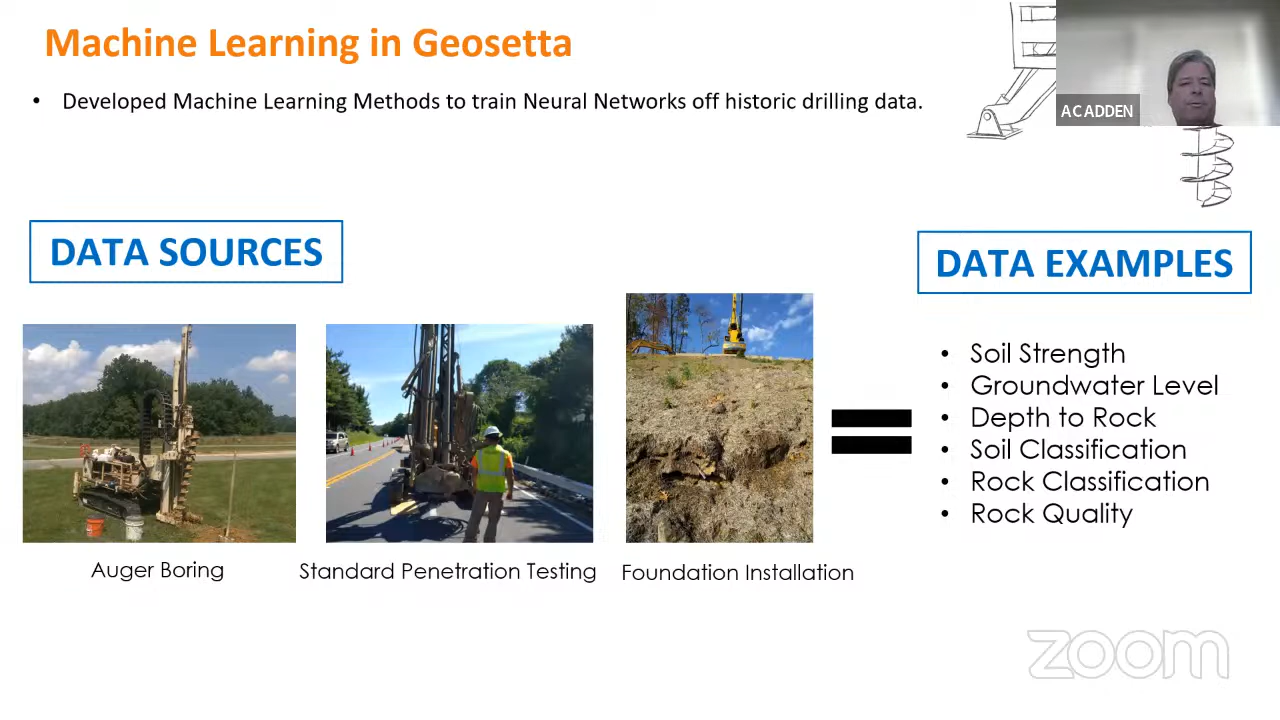 Machine Learning in Geosetta
• Developed Machine Learning Methods to train Neural Networks off historic drilling data.
AC ADDEN
DATA SOURCES
DATA EXAMPLES
• Soil Strength
• Groundwater Level
• Depth to Rock
• Soil Classification
• Rock Classification
• Rock Quality
Auger Boring
Standard Penetration Testing
Foundation Installation
zoom